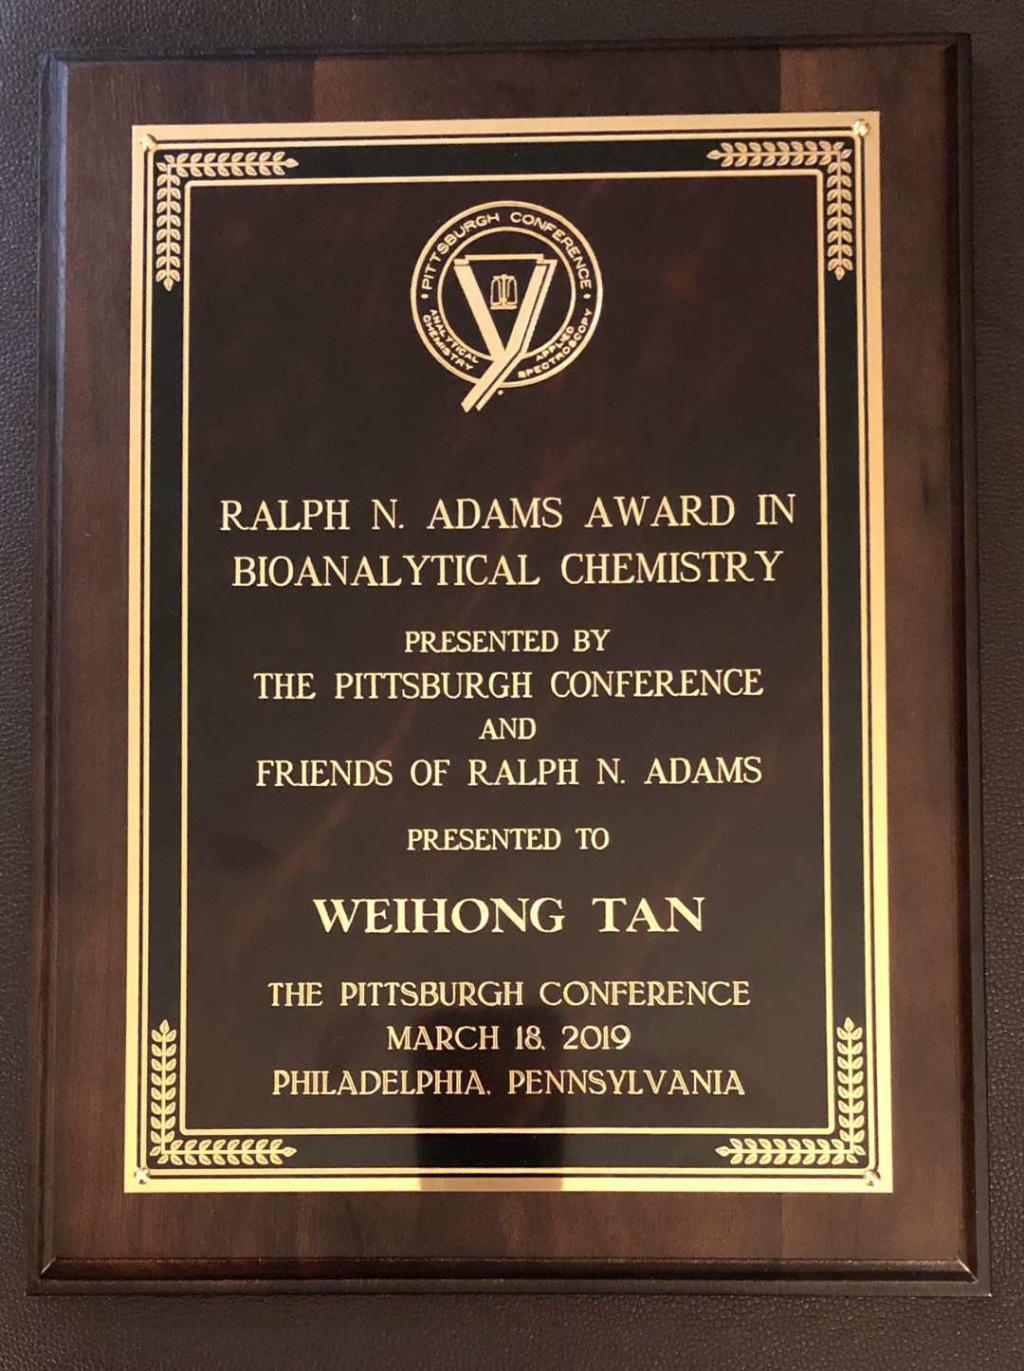 PITTSBURGH CONFERENCE
ANALYTICAL
CHEMISTRY
APPLIED
SPECTROSCOPY
RALPH N. ADAMS AWARD IN
BIOANALYTICAL CHEMISTRY
PRESENTED BY
THE PITTSBURGH CONFERENCE
AND
FRIENDS OF RALPH N. ADAMS
PRESENTED TO
WEIHONG TAN
THE PITTSBURGH CONFERENCE
MARCH 18, 2019
PHILADELPHIA, PENNSYLVANIA